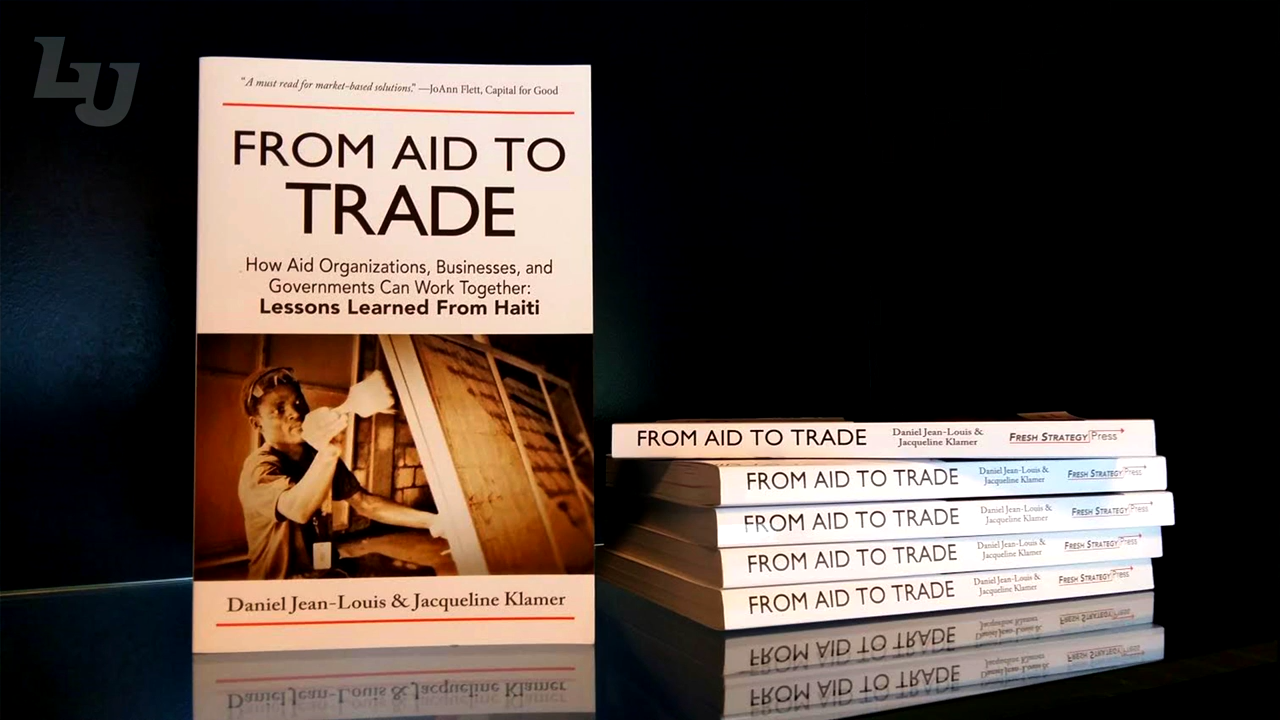 LU
"A must read for market-based solutions." —JoAnn Flett, Capital for Good
FROM AID TO
TRADE
How Aid Organizations, Businesses, and
Governments Can Work Together:
Lessons Learned From Haiti
Daniel Jean-Louis & Jacqueline Klamer
FROM AID TO TRADE Daniel Jean-Louis & Jacqueline Klamer FRESH STRATEGY Press
FROM AID TO TRADE Daniel Jean-Louis & Jacqueline Klamer FRESH STRATEGY Press
FROM AID TO TRADE Daniel Jean-Louis & Jacqueline Klamer FRESH STRATEGY Press
FROM AID TO TRADE Daniel Jean-Louis & Jacqueline Klamer FRESH STRATEGY Press
FROM AID TO TRADE Daniel Jean-Louis & Jacqueline Klamer FRESH STRATEGY Press